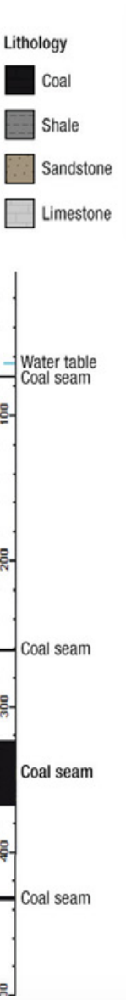 Lithology
Coal
Shale
Sandstone
Limestone
Water table
Coal seam
100
200
Coal seam
300
Coal seam
400
Coal seam